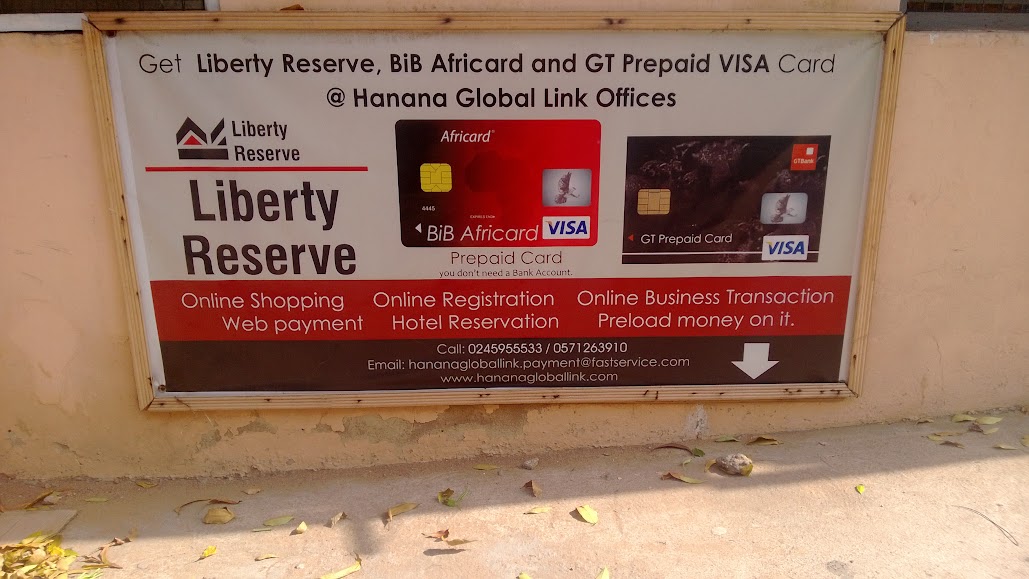 Get Liberty Reserve, BiB Africard and GT Prepaid VISA Card
@ Hanana Global Link Offices
Liberty
Reserve
Liberty
Reserve
Africard®
4445
BiB Africard
VISA
Prepaid Card
you don't need a Bank Account.
GTBank
GT Prepaid Card
VISA
Online Shopping Online Registration Online Business Transaction
Web payment Hotel Reservation Preload money on it.
Call: 0245955533 / 0571263910
Email: hananagloballink.payment@fastservice.com
www.hananagloballink.com